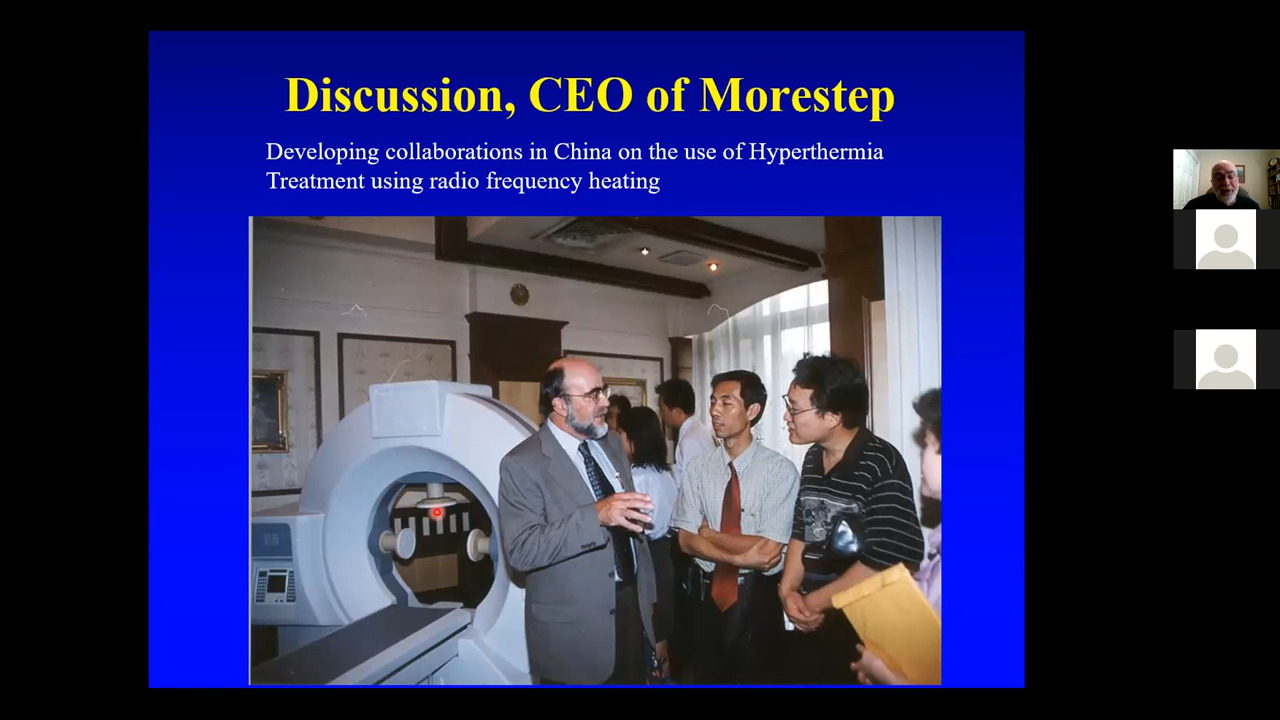 Discussion, CEO of Morestep
Developing collaborations in China on the use of Hyperthermia
Treatment using radio frequency heating